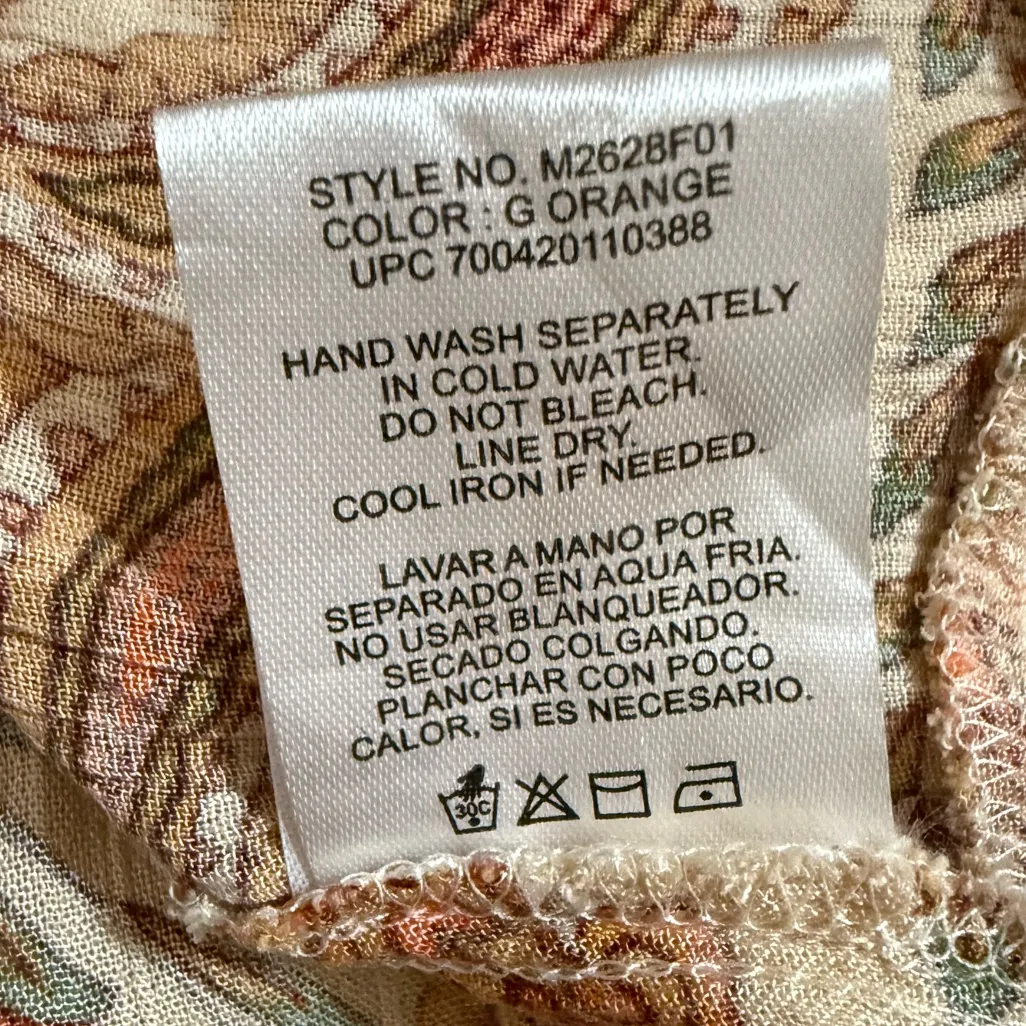 STYLE NO. M2628F01
COLOR : G ORANGE
UPC 700420110388
HAND WASH SEPARATELY
IN COLD WATER.
DO NOT BLEACH.
LINE DRY.
COOL IRON IF NEEDED.
LAVAR A MANO POR
SEPARADO EN AQUA FRIA.
NO USAR BLANQUEADOR.
SECADO COLGANDO.
PLANCHAR CON POCO
CALOR, SI ES NECESARIO.
30C